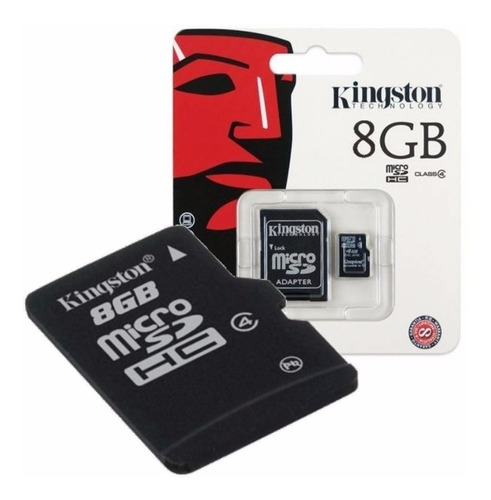 Kingston
TECHNOLOGY
8GB
micro
SD
HC
CLASS 4
Kingston
TECHNOLOGY
Lock
micro
SD
ADAPTER
Kingston
8GB
micro
SD
HC
4